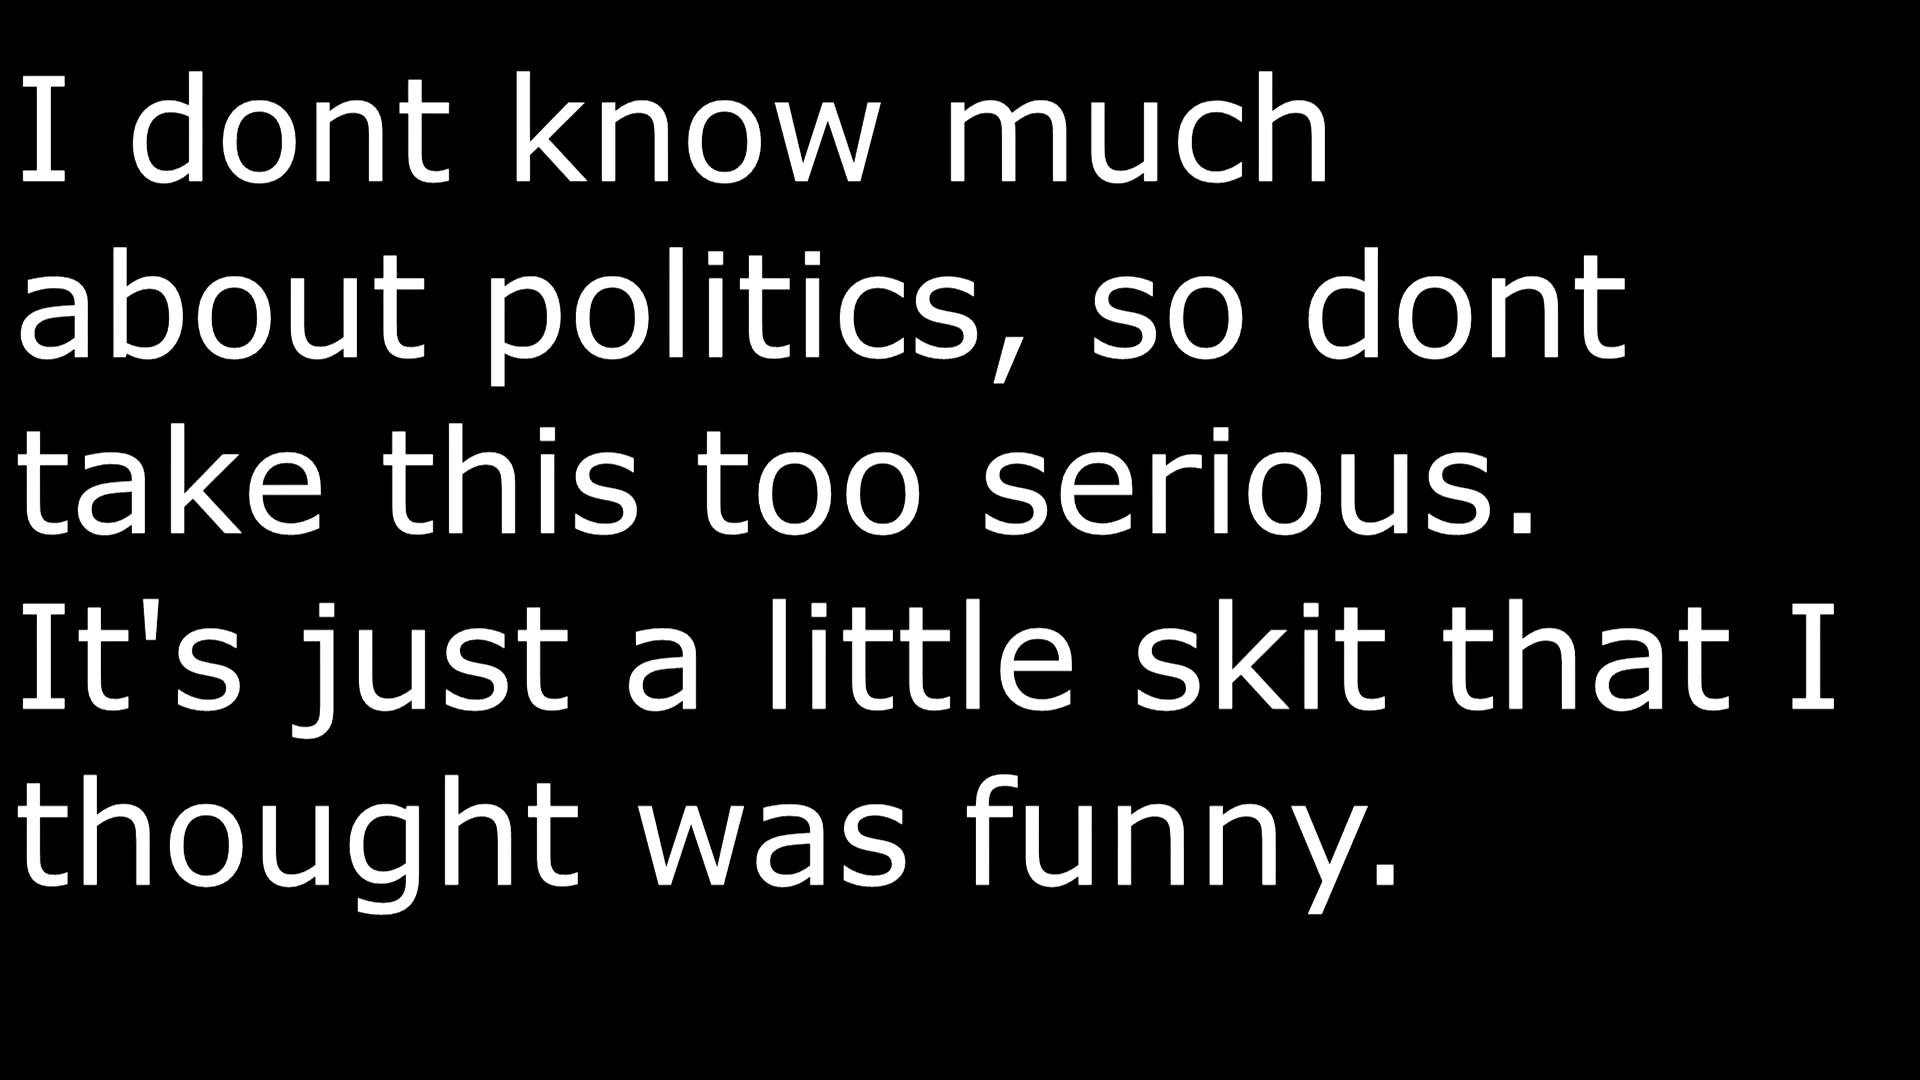 I dont know much
about politics, so dont
take this too serious.
It's just a little skit that I
thought was funny.